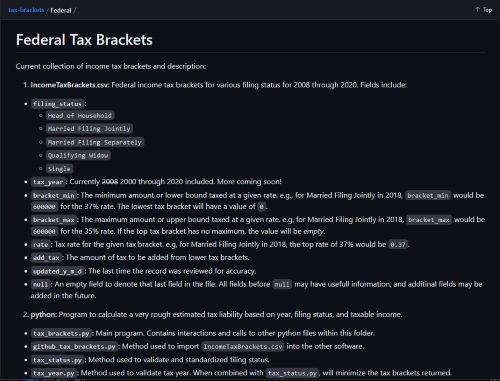 tax-brackets / Federal /
↑ Top
Federal Tax Brackets
Current collection of income tax brackets and description:
1. IncomeTaxBrackets.csv: Federal income tax brackets for various filing status for 2008 through 2020. Fields include:
• filing_status:
◦ Head of Household
◦ Married Filing Jointly
◦ Married Filing Separately
◦ Qualifying Widow
◦ Single
• tax_year: Currently 2008 2000 through 2020 included. More coming soon!
• bracket_min: The minimum amount or lower bound taxed at a given rate. e.g., for Married Filing Jointly in 2018, bracket_min would be
600000 for the 37% rate. The lowest tax bracket will have a value of 0.
• bracket_max: The maximum amount or upper bound taxed at a given rate. e.g, for Married Filing Jointly in 2018, bracket_max would be
600000 for the 35% rate. If the top tax bracket has no maximum, the value will be empty.
• rate: Tax rate for the given tax bracket. e.g, for Married Filing Jointly in 2018, the top rate of 37% would be 0.37.
• add_tax: The amount of tax to be added from lower tax brackets.
• updated_y_m_d: The last time the record was reviewed for accuracy.
• null: An empty field to denote that last field in the file. All fields before null may have usefull information, and additinal fields may be
added in the future.
2. python: Program to calculate a very rough estimated tax liability based on year, filing status, and taxable income.
• tax_brackets.py: Main program. Contains interactions and calls to other python files within this folder.
• github_tax_brackets.py: Method used to import IncomeTaxBrackets.csv into the other software.
• tax_status.py: Method used to validate and standardized filing status.
• tax_year.py: Method used to validate tax year. When combined with tax_status.py, will minimize the tax brackets returned.